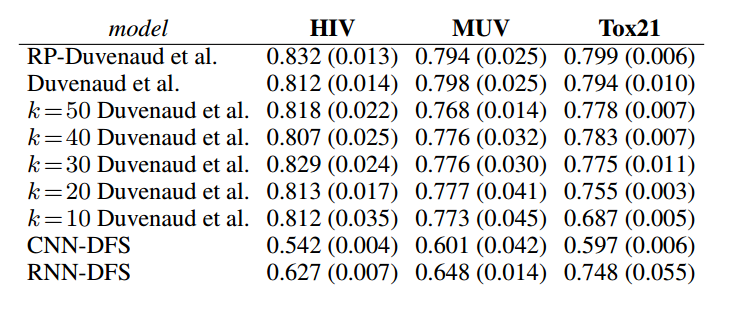 model HIV MUV Tox21
RP-Duvenaud et al. 0.832 (0.013) 0.794 (0.025) 0.799 (0.006)
Duvenaud et al. 0.812 (0.014) 0.798 (0.025) 0.794 (0.010)
k=50 Duvenaud et al. 0.818 (0.022) 0.768 (0.014) 0.778 (0.007)
k=40 Duvenaud et al. 0.807 (0.025) 0.776 (0.032) 0.783 (0.007)
k=30 Duvenaud et al. 0.829 (0.024) 0.776 (0.030) 0.775 (0.011)
k=20 Duvenaud et al. 0.813 (0.017) 0.777 (0.041) 0.755 (0.003)
k=10 Duvenaud et al. 0.812 (0.035) 0.773 (0.045) 0.687 (0.005)
CNN-DFS 0.542 (0.004) 0.601 (0.042) 0.597 (0.006)
RNN-DFS 0.627 (0.007) 0.648 (0.014) 0.748 (0.055)